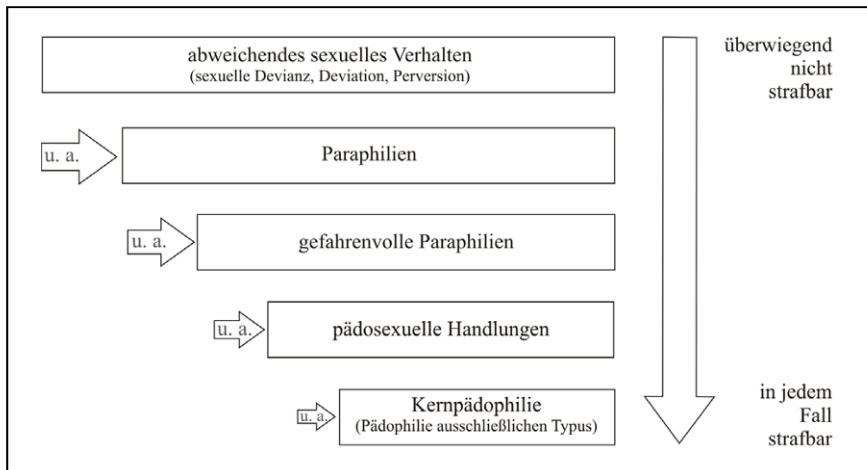 abweichendes sexuelles Verhalten
(sexuelle Devianz, Deviation, Perversion)
überwiegend
nicht
strafbar
u. a.
Paraphilien
u. a.
gefahrenvolle Paraphilien
u. a.
pädosexuelle Handlungen
u. a.
Kernpädophilie
(Pädophilie ausschließlichen Typus)
in jedem
Fall
strafbar